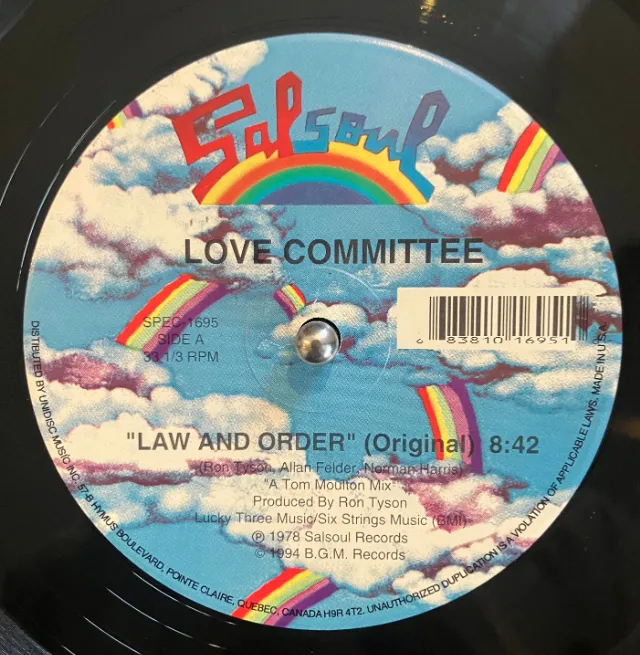 Salsoul
LOVE COMMITTEE
SPEC-1695
SIDE A
33 1/3 RPM
6 83810 16951
"LAW AND ORDER" (Original) 8:42
(Ron Tyson, Allan Felder, Norman Harris)
"A Tom Moulton Mix"
Produced By Ron Tyson
Lucky Three Music/Six Strings Music (BMI)
℗ 1978 Salsoul Records
© 1994 B.G.M. Records
DISTRIBUTED BY UNIDISC MUSIC INC. 57-B HYMUS BOULEVARD, POINTE CLAIRE, QUEBEC, CANADA H9R 4T2. UNAUTHORIZED DUPLICATION IS A VIOLATION OF APPLICABLE LAWS. MADE IN U.S.A.